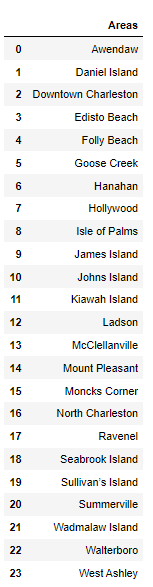 Areas
0 Awendaw
1 Daniel Island
2 Downtown Charleston
3 Edisto Beach
4 Folly Beach
5 Goose Creek
6 Hanahan
7 Hollywood
8 Isle of Palms
9 James Island
10 Johns Island
11 Kiawah Island
12 Ladson
13 McClellanville
14 Mount Pleasant
15 Moncks Corner
16 North Charleston
17 Ravenel
18 Seabrook Island
19 Sullivan's Island
20 Summerville
21 Wadmalaw Island
22 Walterboro
23 West Ashley